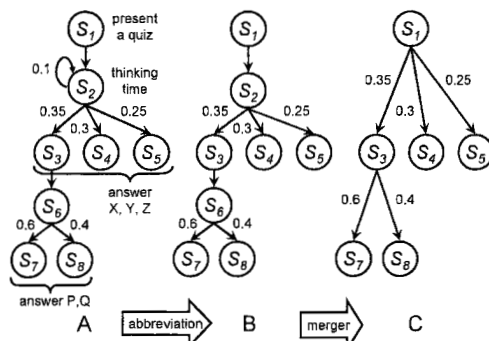 S1 present a quiz S1 S1
0.1 S2 thinking time S2
0.35 0.3 0.25 0.35 0.3 0.25 0.35 0.3 0.25
S3 S4 S5 S3 S4 S5 S3 S4 S5
answer X, Y, Z
S6 S6
0.6 0.4 0.6 0.4 0.6 0.4
S7 S8 S7 S8 S7 S8
answer P,Q
A abbreviation B merger C